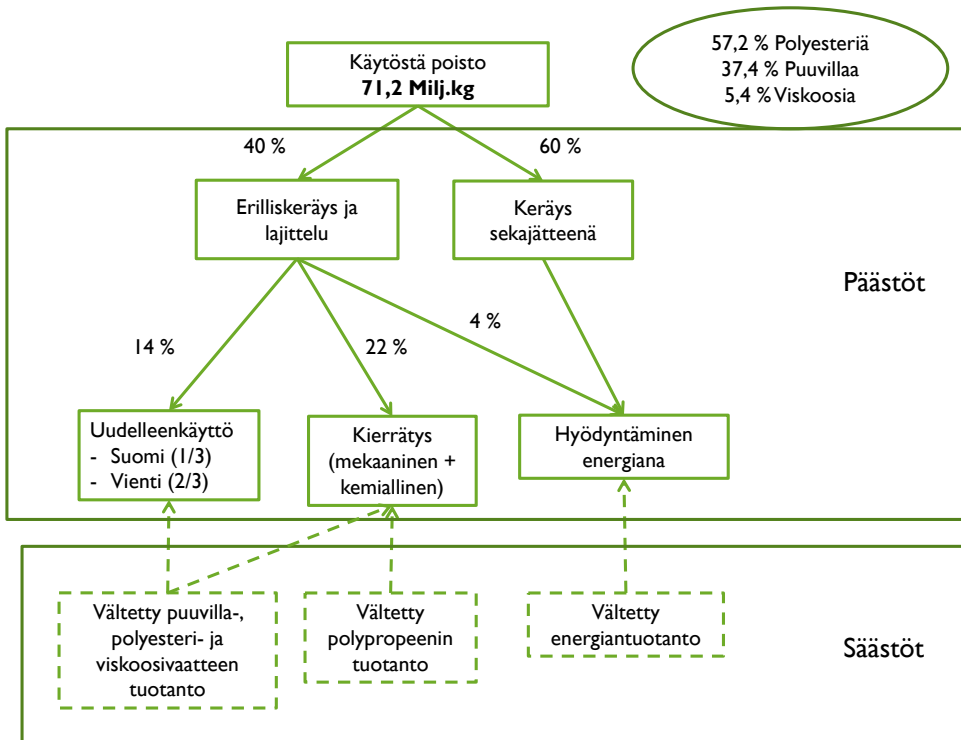 Käytöstä poisto
71,2 Milj.kg
57,2 % Polyesteriä
37,4 % Puuvillaa
5,4 % Viskoosia
40 %
60 %
Erilliskeräys ja
lajittelu
Keräys
sekajätteenä
Päästöt
14 %
22 %
4 %
Uudelleenkäyttö
- Suomi (1/3)
- Vienti (2/3)
Kierrätys
(mekaaninen +
kemiallinen)
Hyödyntäminen
energiana
Vältetty puuvilla-,
polyesteri- ja
viskoosivaatteen
tuotanto
Vältetty
polypropeenin
tuotanto
Vältetty
energiantuotanto
Säästöt